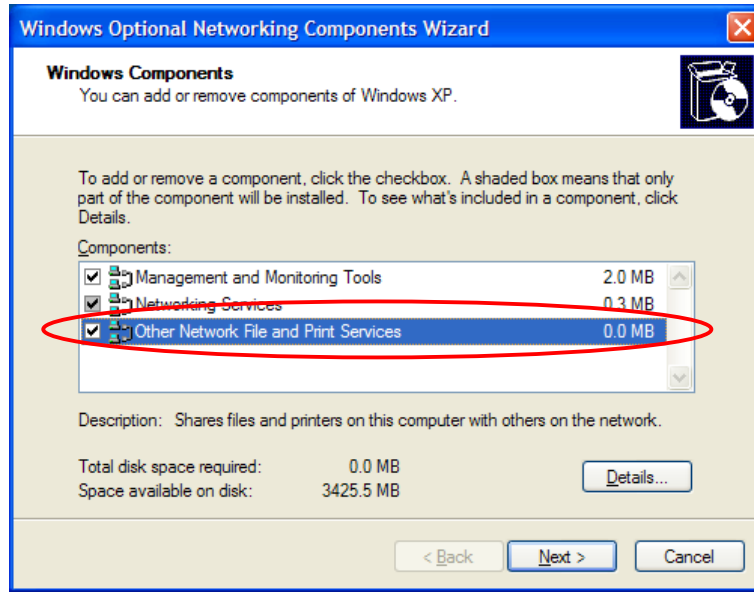 Windows Optional Networking Components Wizard
Windows Components
You can add or remove components of Windows XP.
To add or remove a component, click the checkbox. A shaded box means that only
part of the component will be installed. To see what's included in a component, click
Details.
Components:
Management and Monitoring Tools 2.0 MB
Networking Services 0.3 MB
Other Network File and Print Services 0.0 MB
Description: Shares files and printers on this computer with others on the network.
Total disk space required: 0.0 MB
Space available on disk: 3425.5 MB
Details...
< Back Next > Cancel